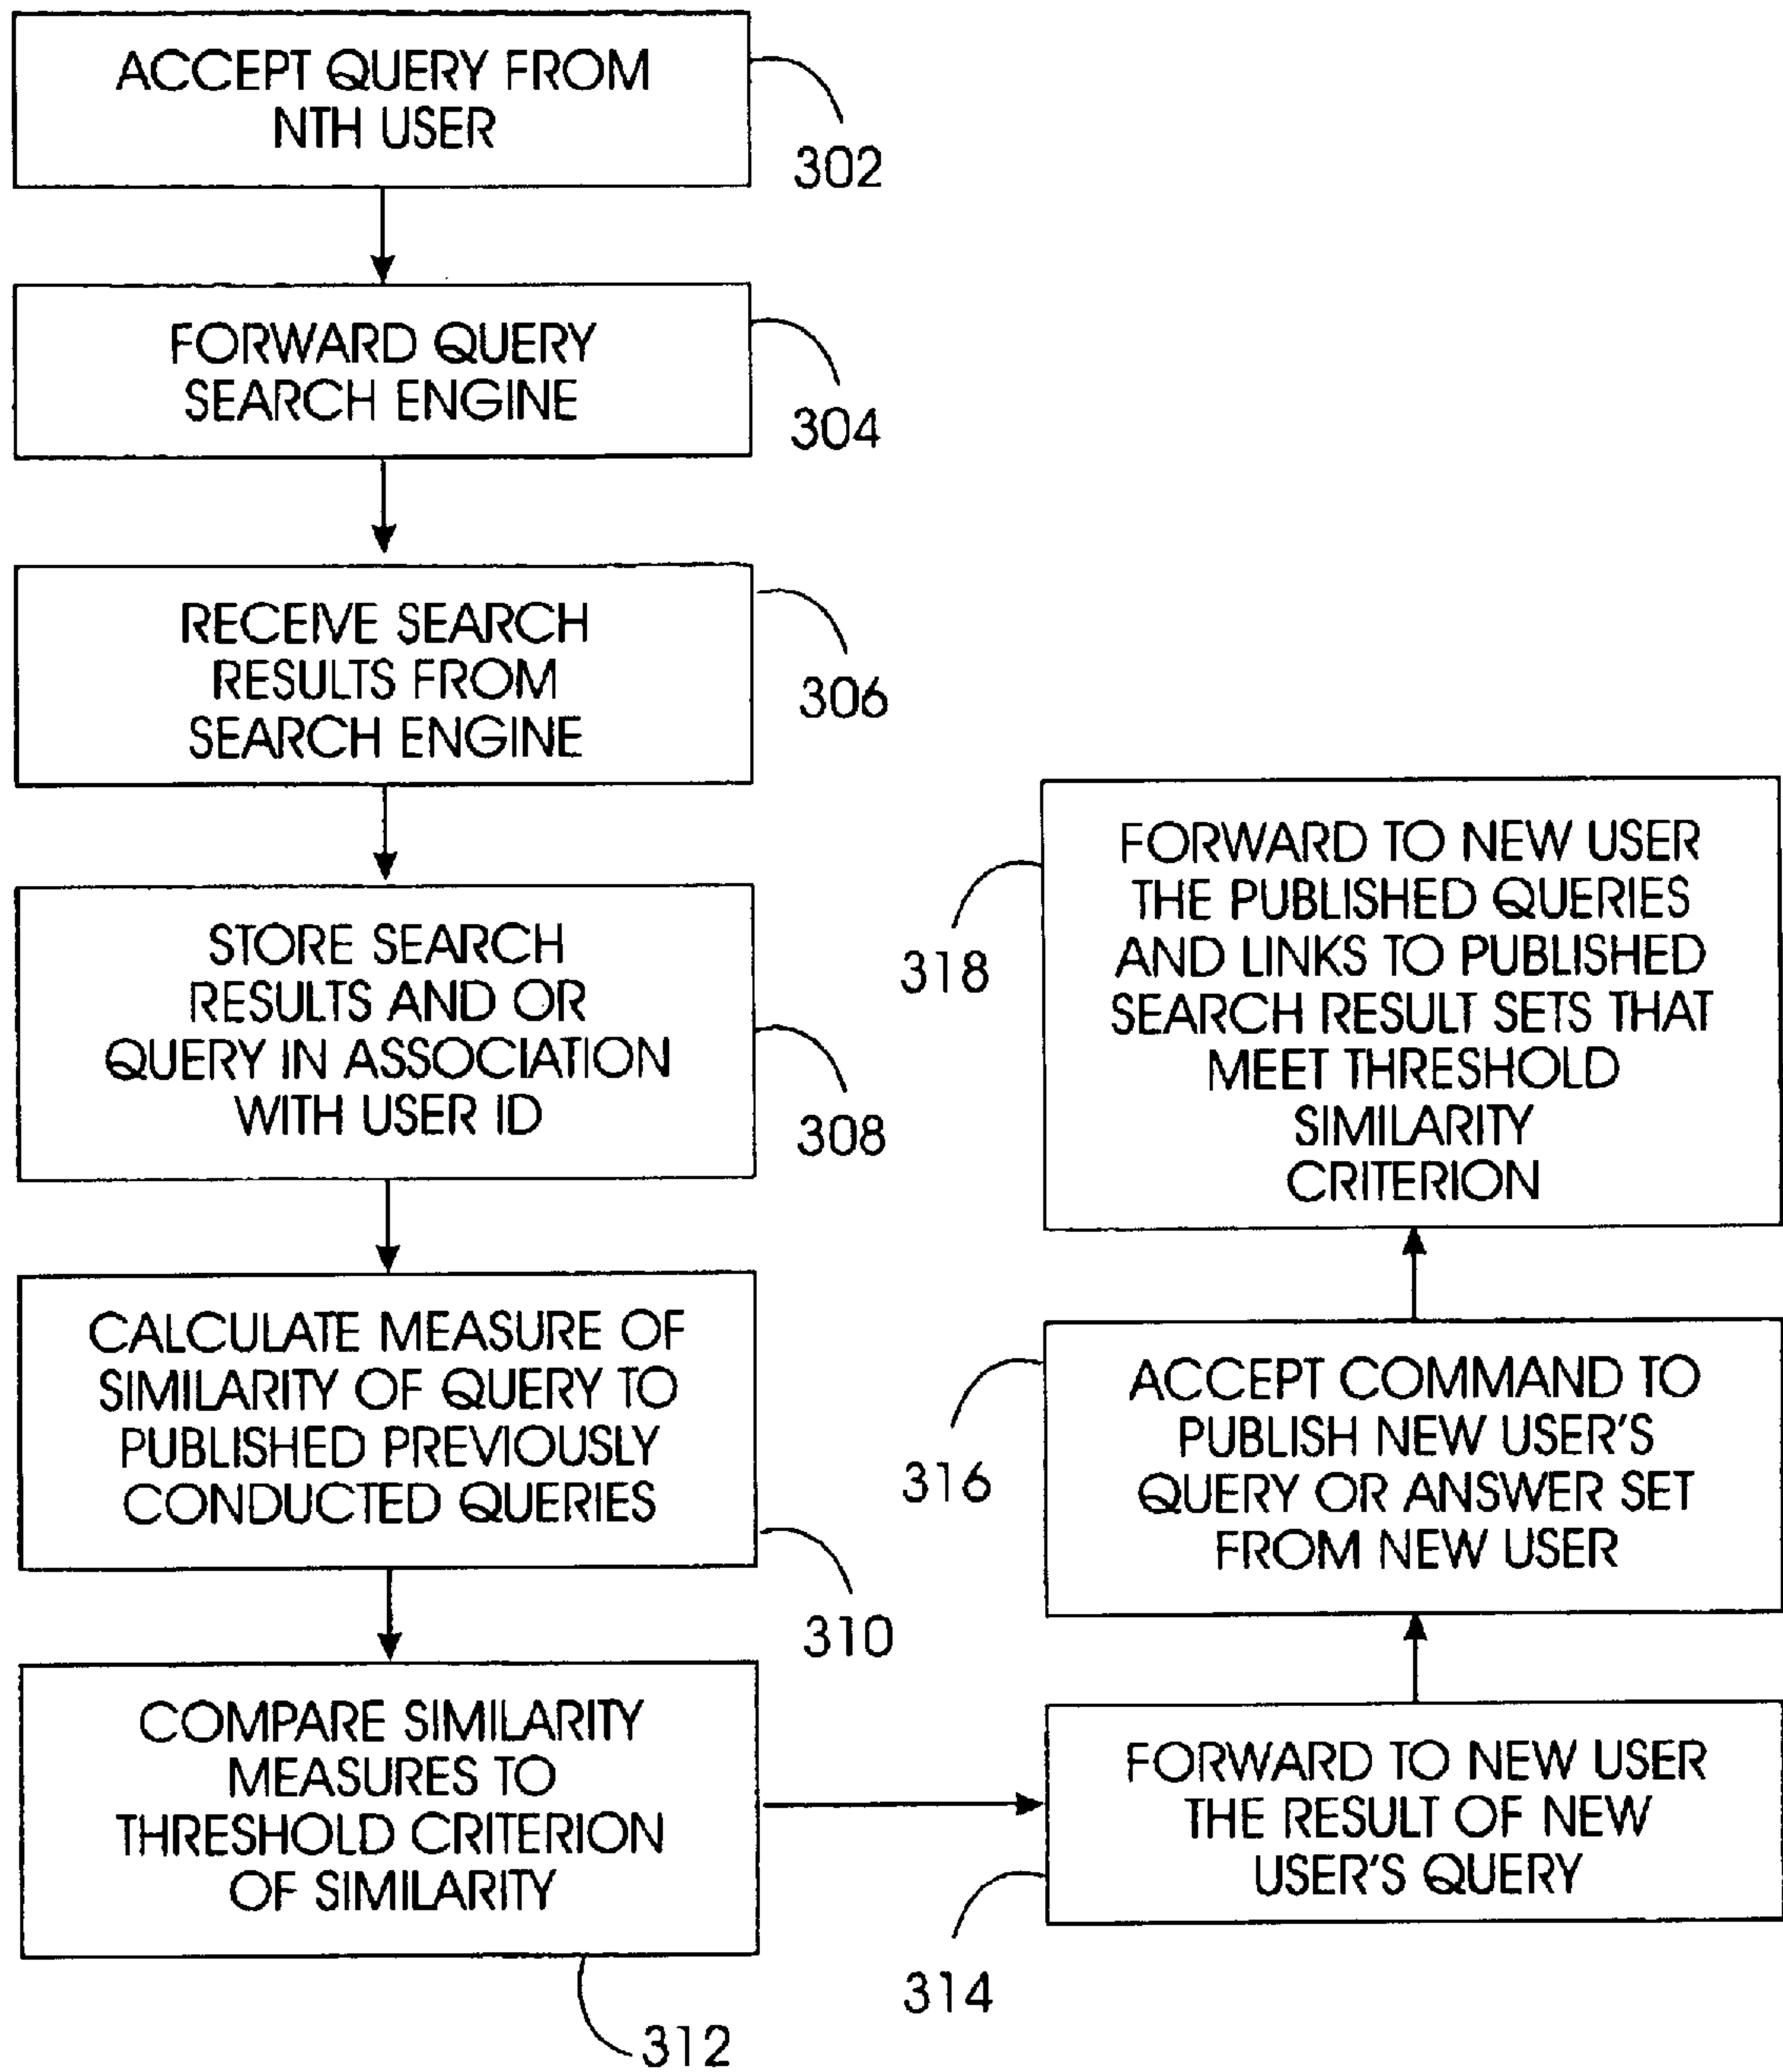 ACCEPT QUERY FROM
NTH USER
302
FORWARD QUERY
SEARCH ENGINE
304
RECEIVE SEARCH
RESULTS FROM
SEARCH ENGINE
306
STORE SEARCH
RESULTS AND OR
QUERY IN ASSOCIATION
WITH USER ID
308
CALCULATE MEASURE OF
SIMILARITY OF QUERY TO
PUBLISHED PREVIOUSLY
CONDUCTED QUERIES
310
COMPARE SIMILARITY
MEASURES TO
THRESHOLD CRITERION
OF SIMILARITY
312
FORWARD TO NEW USER
THE RESULT OF NEW
USER'S QUERY
314
ACCEPT COMMAND TO
PUBLISH NEW USER'S
QUERY OR ANSWER SET
FROM NEW USER
316
FORWARD TO NEW USER
THE PUBLISHED QUERIES
AND LINKS TO PUBLISHED
SEARCH RESULT SETS THAT
MEET THRESHOLD
SIMILARITY
CRITERION
318